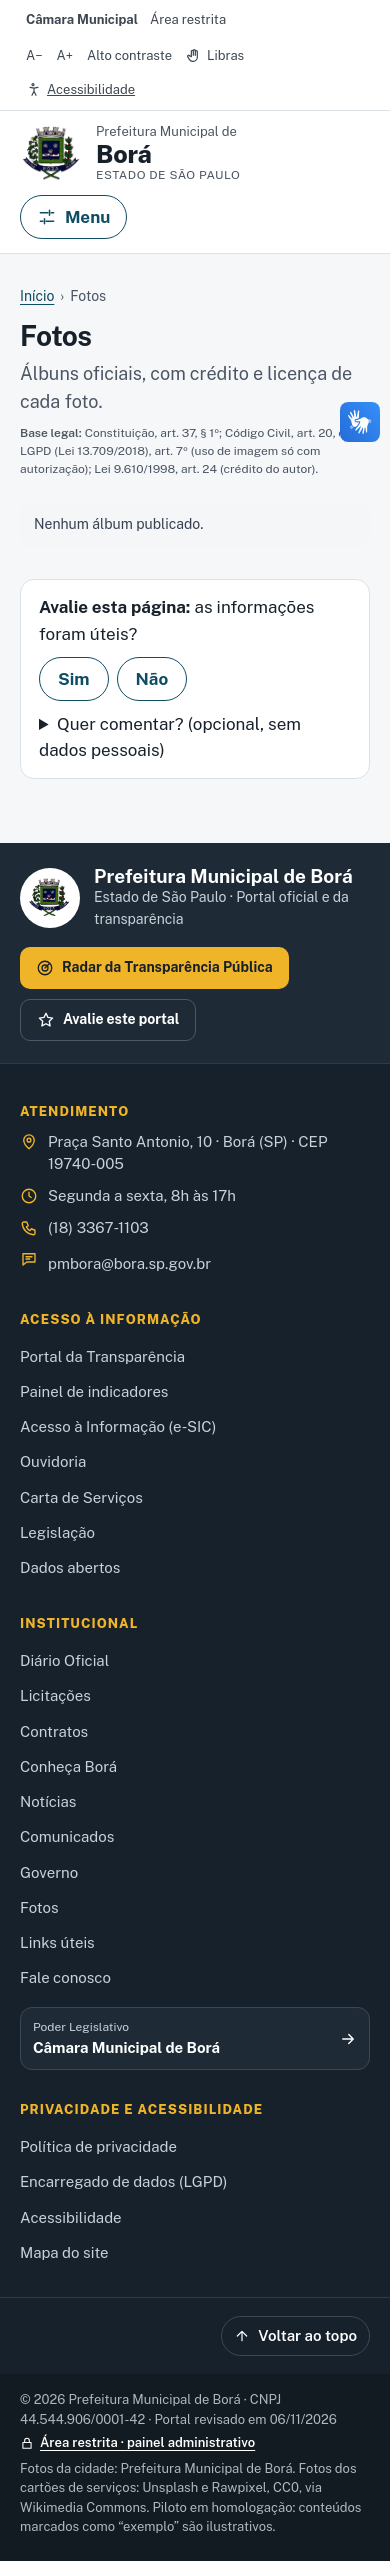 Câmara Municipal Área restrita
A− A+ Alto contraste Libras
Acessibilidade
Prefeitura Municipal de
Borá
ESTADO DE SÃO PAULO
Menu
Início › Fotos
Fotos
Álbuns oficiais, com crédito e licença de
cada foto.
Base legal: Constituição, art. 37, § 1º; Código Civil, art. 20,
LGPD (Lei 13.709/2018), art. 7º (uso de imagem só com
autorização); Lei 9.610/1998, art. 24 (crédito do autor).
Nenhum álbum publicado.
Avalie esta página: as informações
foram úteis?
Sim Não
Quer comentar? (opcional, sem
dados pessoais)
Prefeitura Municipal de Borá
Estado de São Paulo · Portal oficial e da
transparência
Radar da Transparência Pública
Avalie este portal
ATENDIMENTO
Praça Santo Antonio, 10 · Borá (SP) · CEP
19740-005
Segunda a sexta, 8h às 17h
(18) 3367-1103
pmbora@bora.sp.gov.br
ACESSO À INFORMAÇÃO
Portal da Transparência
Painel de indicadores
Acesso à Informação (e-SIC)
Ouvidoria
Carta de Serviços
Legislação
Dados abertos
INSTITUCIONAL
Diário Oficial
Licitações
Contratos
Conheça Borá
Notícias
Comunicados
Governo
Fotos
Links úteis
Fale conosco
Poder Legislativo
Câmara Municipal de Borá
PRIVACIDADE E ACESSIBILIDADE
Política de privacidade
Encarregado de dados (LGPD)
Acessibilidade
Mapa do site
Voltar ao topo
© 2026 Prefeitura Municipal de Borá · CNPJ
44.544.906/0001-42 · Portal revisado em 06/11/2026
Área restrita · painel administrativo
Fotos da cidade: Prefeitura Municipal de Borá. Fotos dos
cartões de serviços: Unsplash e Rawpixel, CC0, via
Wikimedia Commons. Piloto em homologação: conteúdos
marcados como “exemplo” são ilustrativos.